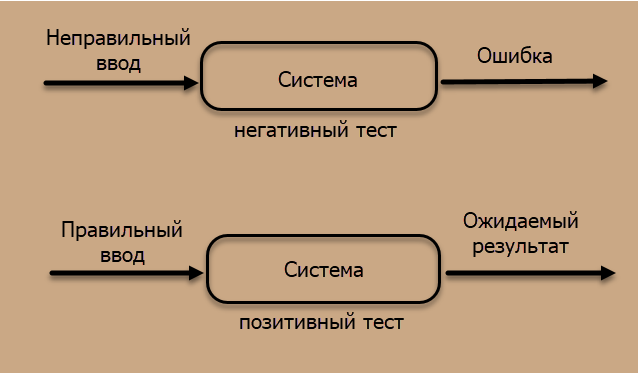 Неправильный
ввод
Система
Ошибка
негативный тест
Правильный
ввод
Система
Ожидаемый
результат
позитивный тест